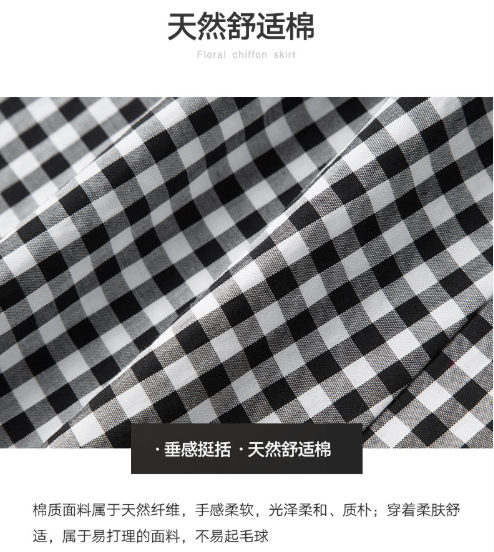 天然舒适棉
Floral chiffon skirt
·垂感挺括 ·天然舒适棉
棉质面料属于天然纤维，手感柔软，光泽柔和、质朴；穿着柔肤舒
适，属于易打理的面料，不易起毛球